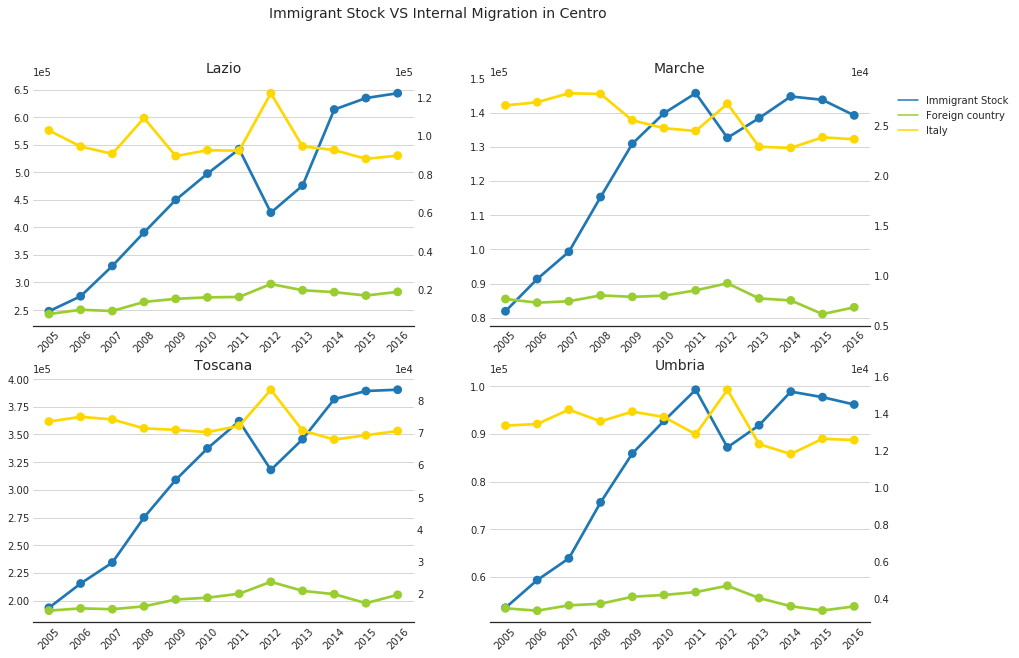 Immigrant Stock VS Internal Migration in Centro
Lazio
1e5
1e5
6.5
6.0
5.5
5.0
4.5
4.0
3.5
3.0
2.5
1.2
1.0
0.8
0.6
0.4
0.2
2005 2006 2007 2008 2009 2010 2011 2012 2013 2014 2015 2016
Marche
1e5
1e4
1.5
1.4
1.3
1.2
1.1
1.0
0.9
0.8
2.5
2.0
1.5
1.0
0.5
2005 2006 2007 2008 2009 2010 2011 2012 2013 2014 2015 2016
Immigrant Stock
Foreign country
Italy
Toscana
1e5
1e4
4.00
3.75
3.50
3.25
3.00
2.75
2.50
2.25
2.00
8
7
6
5
4
3
2
2005 2006 2007 2008 2009 2010 2011 2012 2013 2014 2015 2016
Umbria
1e5
1e4
1.0
0.9
0.8
0.7
0.6
1.6
1.4
1.2
1.0
0.8
0.6
0.4
2005 2006 2007 2008 2009 2010 2011 2012 2013 2014 2015 2016